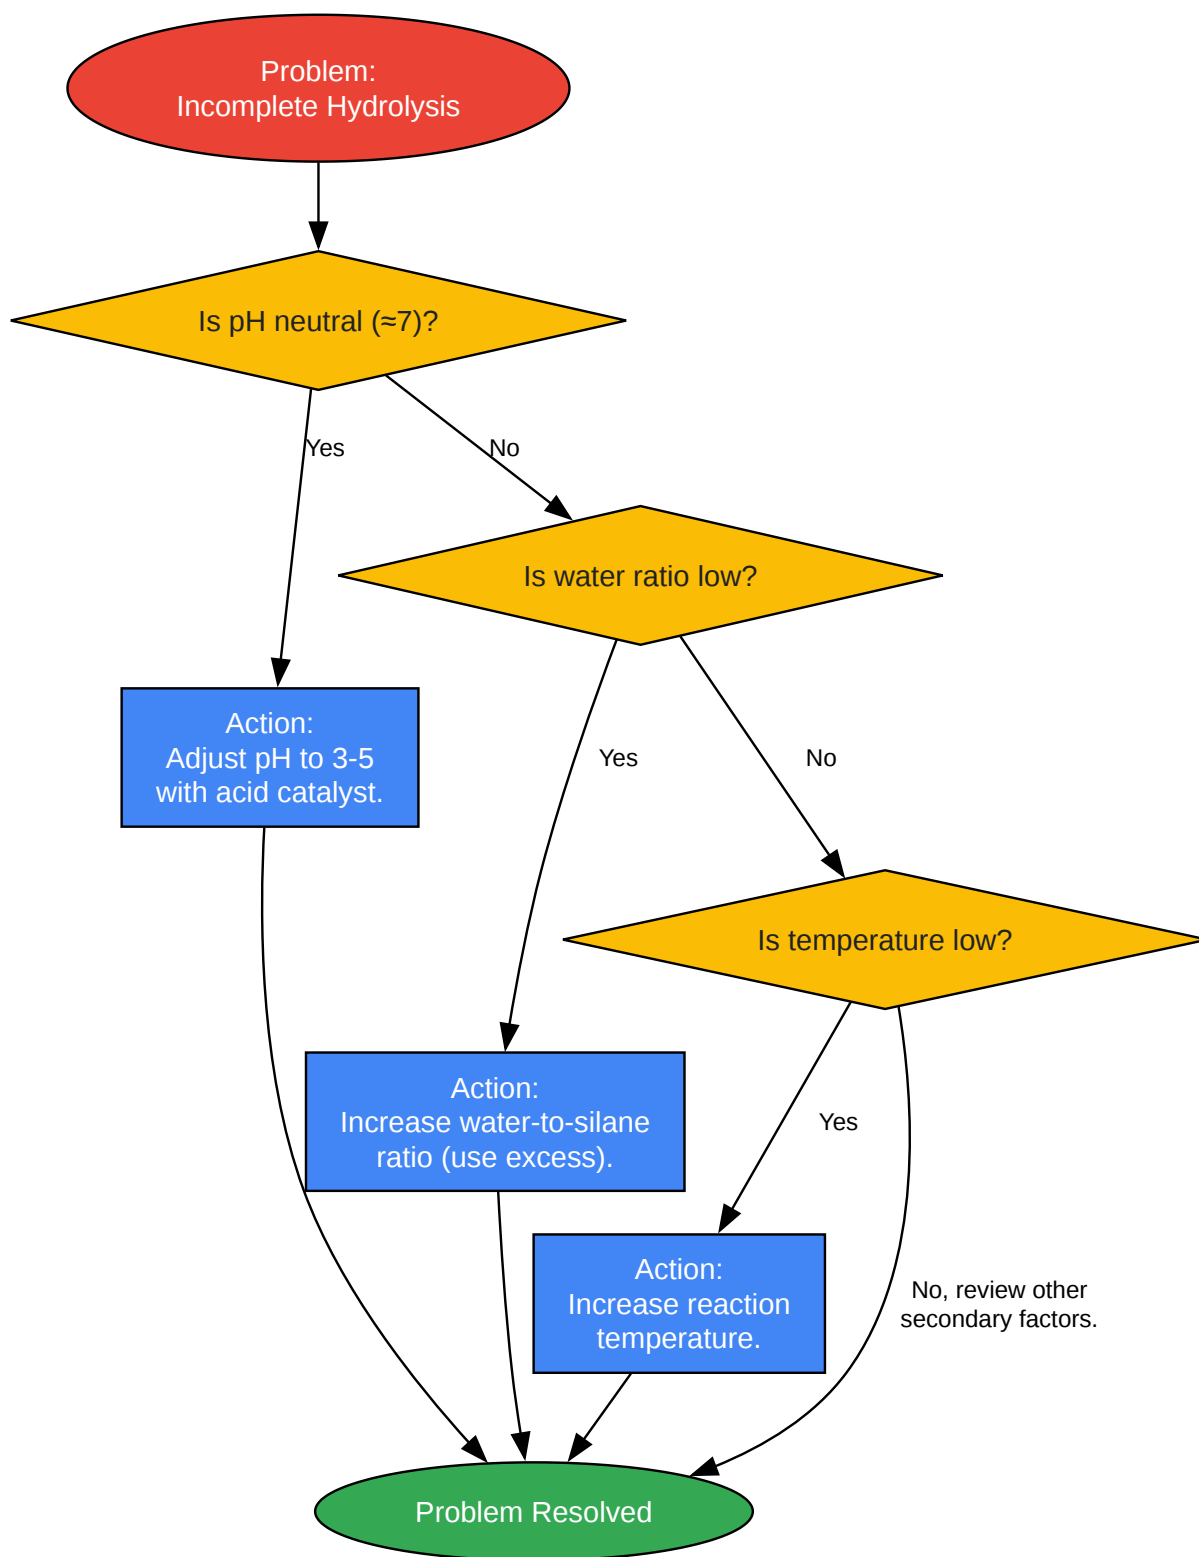 Problem:
Incomplete Hydrolysis
Is pH neutral (≈7)?
Yes
No
Is water ratio low?
Action:
Adjust pH to 3-5
with acid catalyst.
Yes
No
Is temperature low?
Action:
Increase water-to-silane
ratio (use excess).
Yes
Action:
Increase reaction
temperature.
No, review other
secondary factors.
Problem Resolved